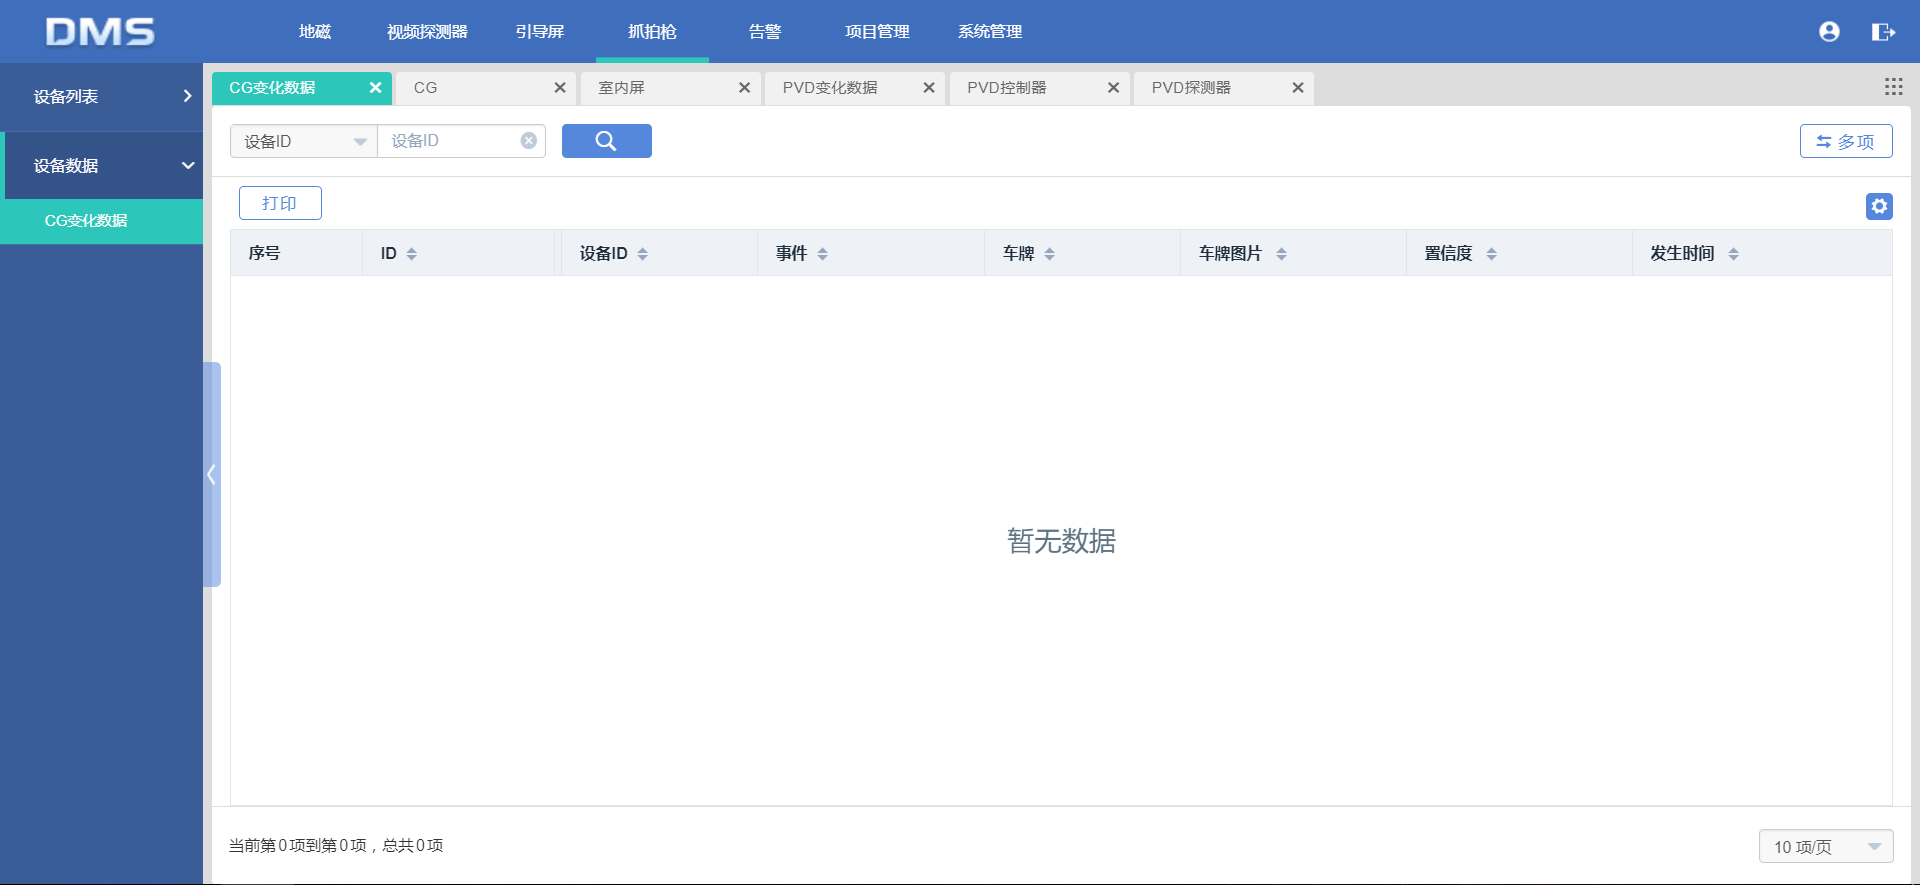 DMS 地磁 视频探测器 引导屏 抓拍枪 告警 项目管理 系统管理
设备列表
设备数据
CG变化数据
CG变化数据 CG 室内屏 PVD变化数据 PVD控制器 PVD探测器
设备ID 设备ID 多项
打印
序号 ID 设备ID 事件 车牌 车牌图片 置信度 发生时间
暂无数据
当前第0项到第0项，总共0项 10 项/页